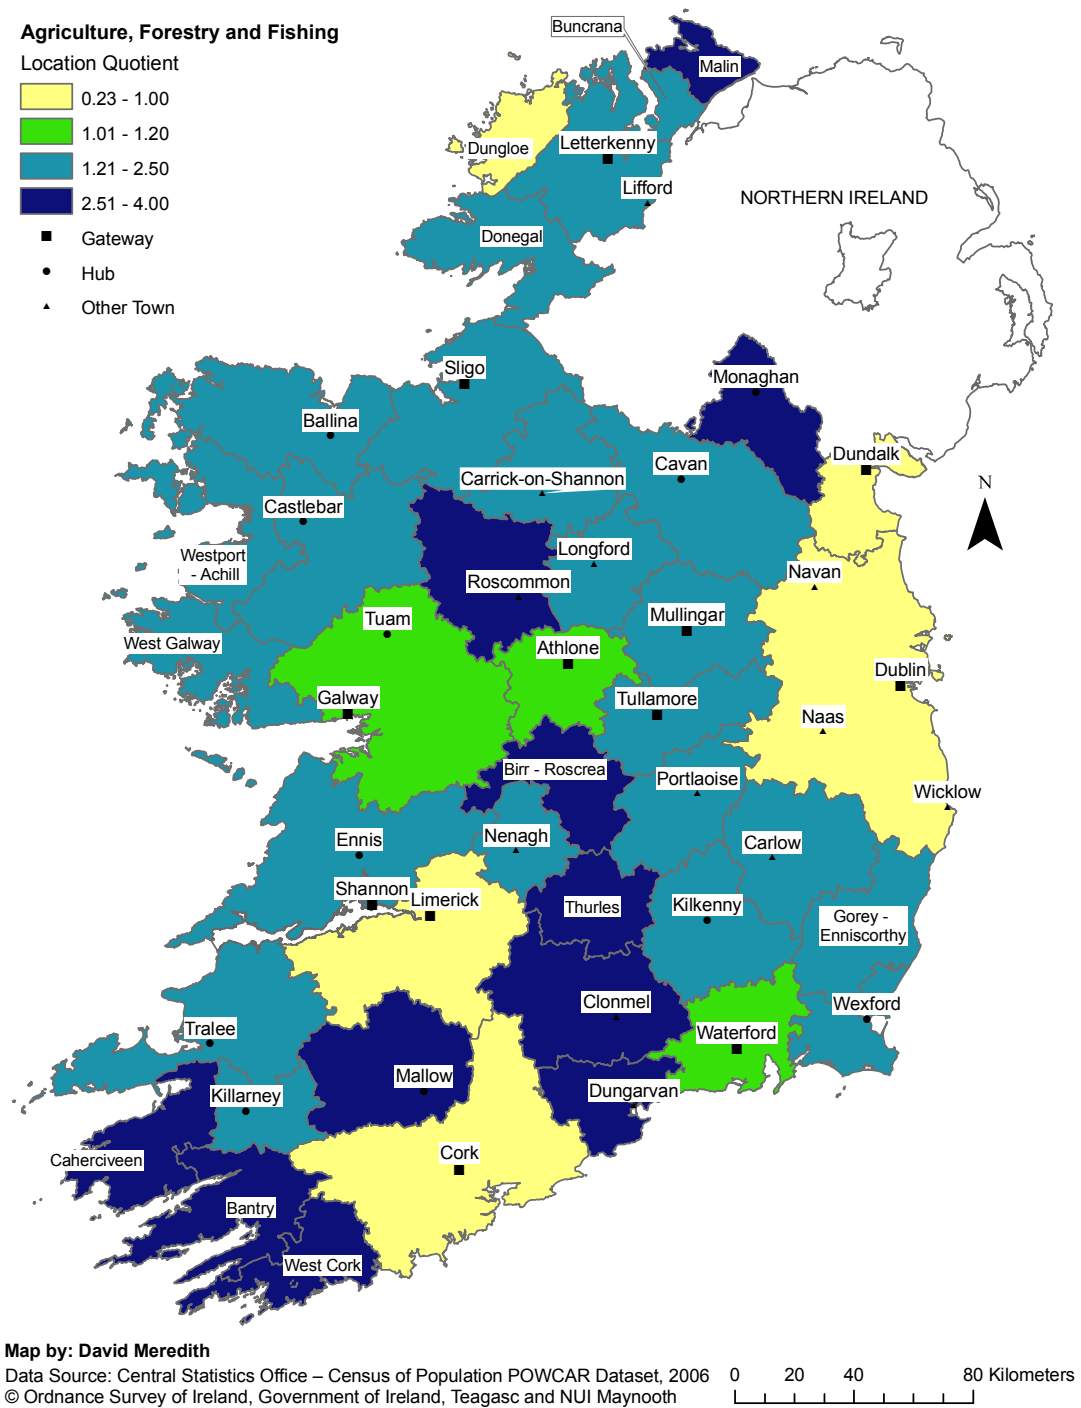 Agriculture, Forestry and Fishing
Location Quotient
0.23 - 1.00
1.01 - 1.20
1.21 - 2.50
2.51 - 4.00
Gateway
Hub
Other Town
Buncrana
Malin
Dungloe
Letterkenny
Lifford
NORTHERN IRELAND
Donegal
Sligo
Monaghan
Ballina
Dundalk
Cavan
Carrick-on-Shannon
N
Castlebar
Longford
Westport
- Achill
Navan
Roscommon
Mullingar
Tuam
West Galway
Athlone
Dublin
Galway
Tullamore
Naas
Birr - Roscrea
Portlaoise
Wicklow
Ennis
Nenagh
Carlow
Shannon
Limerick
Thurles
Kilkenny
Gorey -
Enniscorthy
Clonmel
Wexford
Tralee
Waterford
Mallow
Dungarvan
Killarney
Cork
Caherciveen
Bantry
West Cork
Map by: David Meredith
Data Source: Central Statistics Office – Census of Population POWCAR Dataset, 2006
© Ordnance Survey of Ireland, Government of Ireland, Teagasc and NUI Maynooth
0 20 40 80 Kilometers